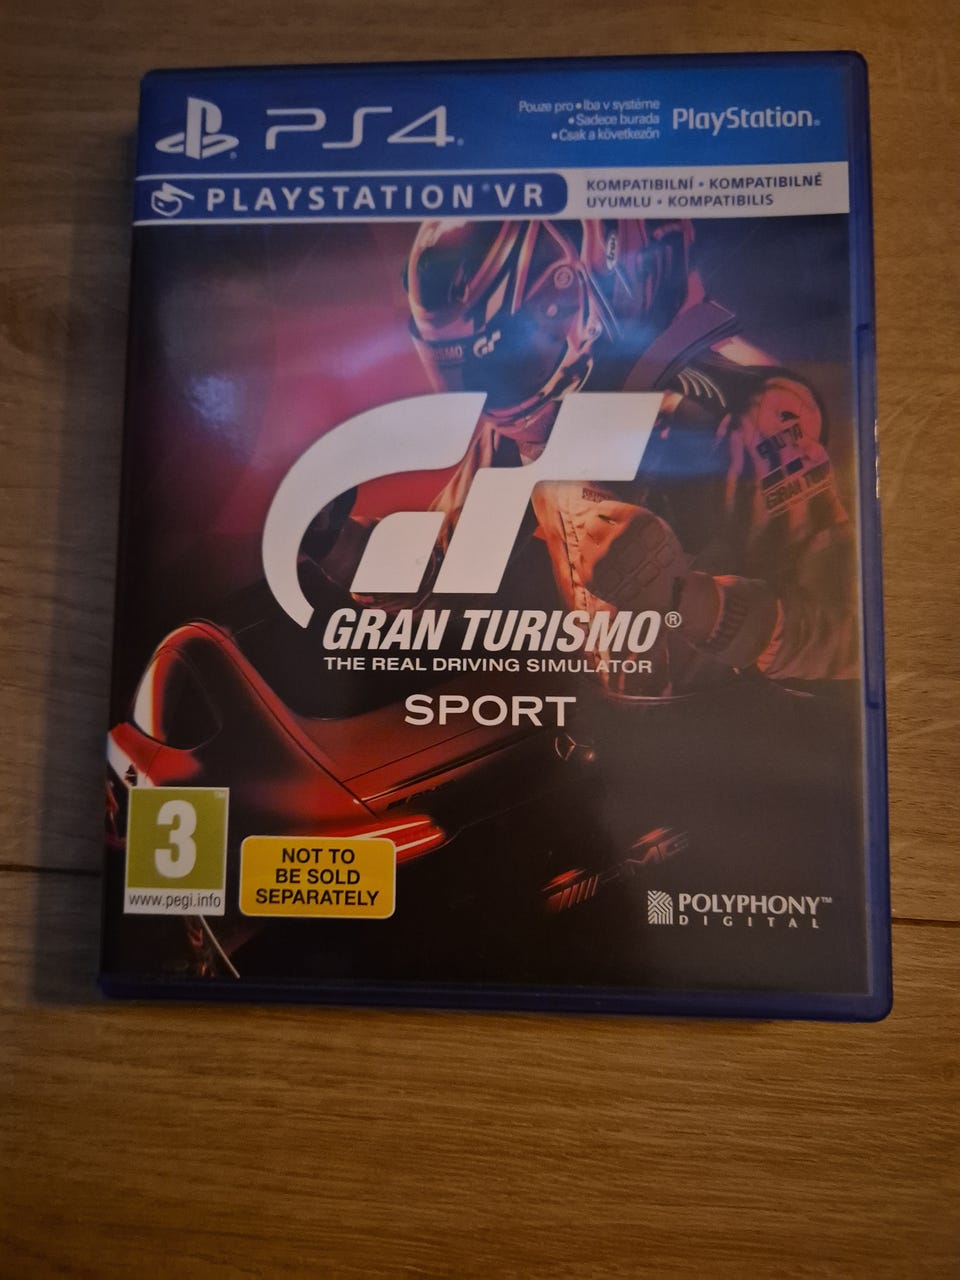 PS4
Pouze pro • Iba v systéme
• Sadece burada
• Csak a következőn
PlayStation®
PLAYSTATION® VR
KOMPATIBILNÍ • KOMPATIBILNÉ
UYUMLU • KOMPATIBILIS
GRAN TURISMO®
THE REAL DRIVING SIMULATOR
SPORT
3
www.pegi.info
NOT TO
BE SOLD
SEPARATELY
POLYPHONY™
DIGITAL